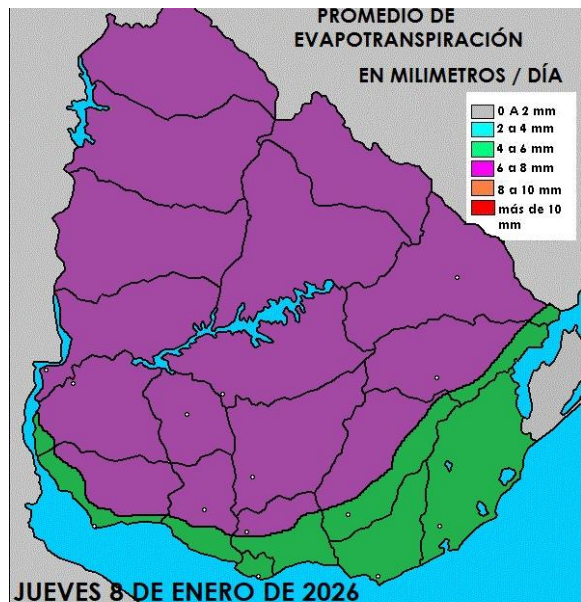 PROMEDIO DE
EVAPOTRANSPIRACIÓN
EN MILIMETROS / DÍA
0 A 2 mm
2 a 4 mm
4 a 6 mm
6 a 8 mm
8 a 10 mm
más de 10
mm
JUEVES 8 DE ENERO DE 2026